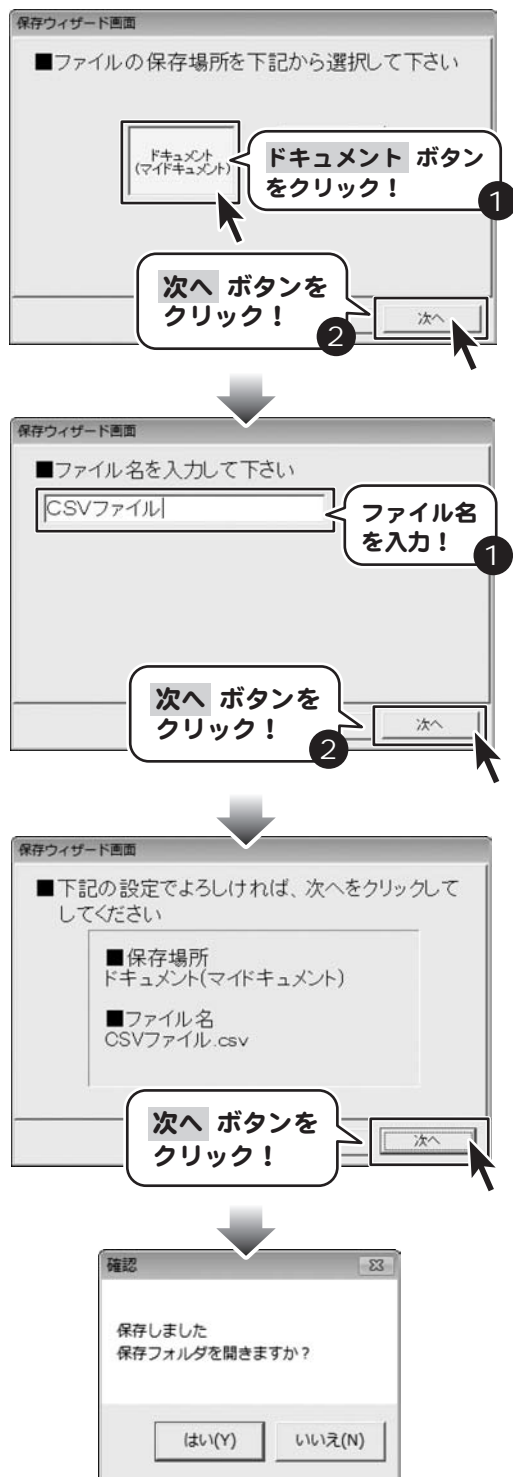 保存ウィザード画面
■ファイルの保存場所を下記から選択して下さい
ドキュメント
(マイドキュメント)
ドキュメント ボタン
をクリック!
1
次へ ボタンを
クリック!
2
次へ
保存ウィザード画面
■ファイル名を入力して下さい
CSVファイル
ファイル名
を入力!
1
次へ ボタンを
クリック!
2
次へ
保存ウィザード画面
■下記の設定でよろしければ、次へをクリックして
してください
■保存場所
ドキュメント(マイドキュメント)
■ファイル名
CSVファイル.csv
次へ ボタンを
クリック!
次へ
確認
保存しました
保存フォルダを開きますか?
はい(Y)
いいえ(N)